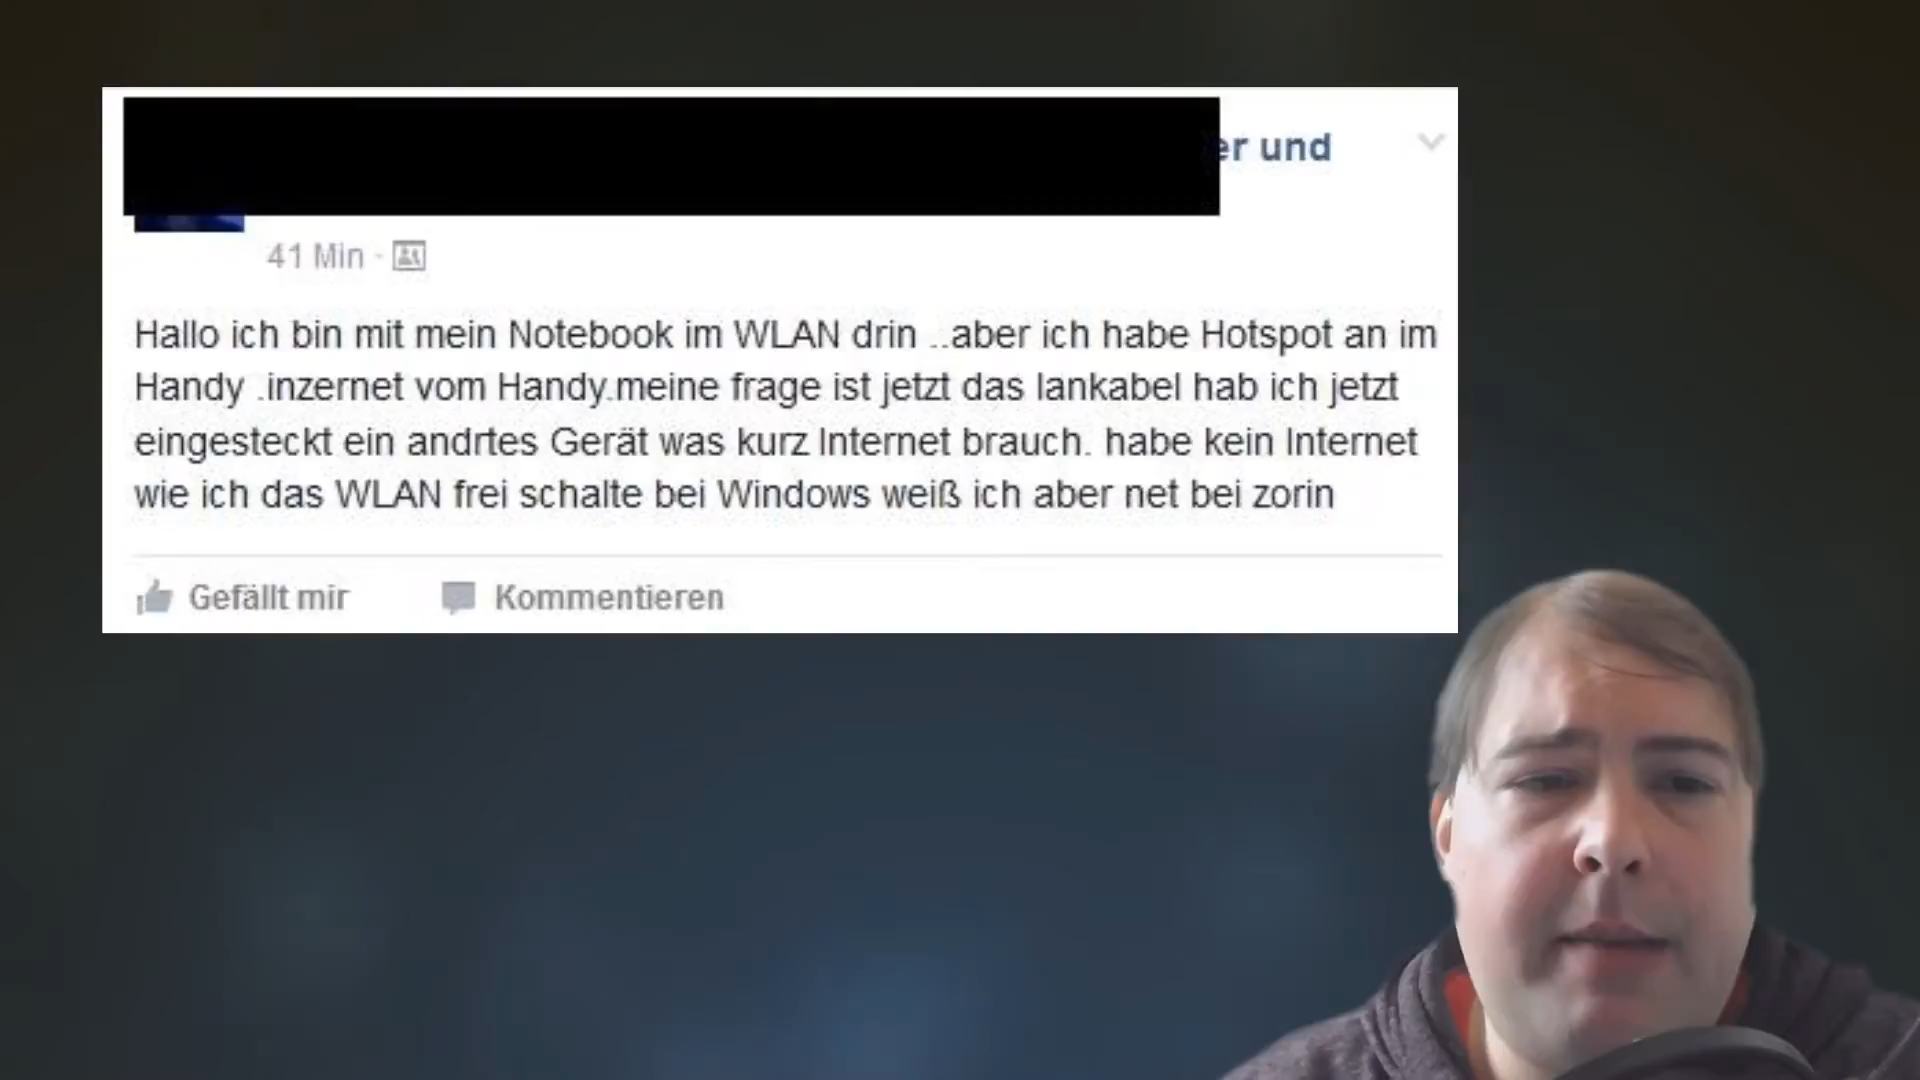 er und
41 Min ·
Hallo ich bin mit mein Notebook im WLAN drin ..aber ich habe Hotspot an im
Handy .inzernet vom Handy.meine frage ist jetzt das lankabel hab ich jetzt
eingesteckt ein andrtes Gerät was kurz Internet brauch. habe kein Internet
wie ich das WLAN frei schalte bei Windows weiß ich aber net bei zorin
Gefällt mir Kommentieren